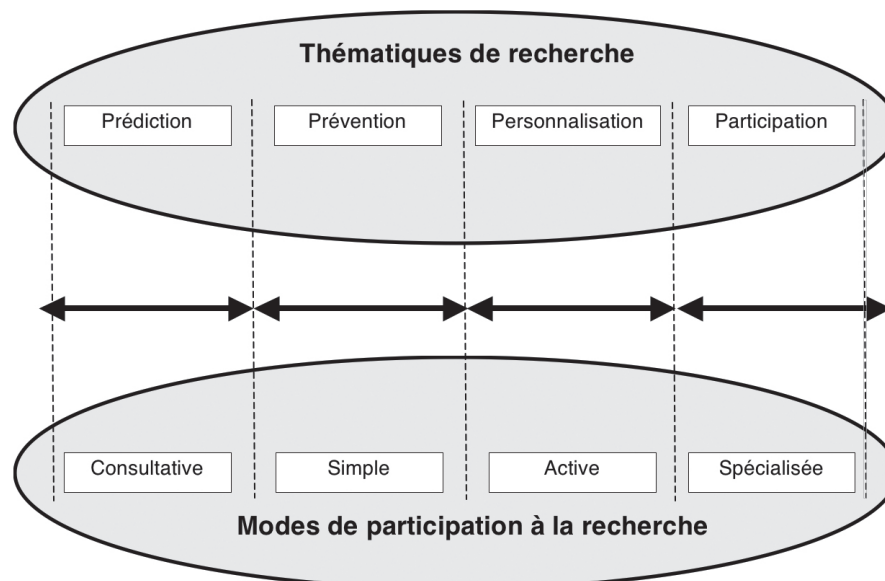 Thématiques de recherche
Prédiction
Prévention
Personnalisation
Participation
Consultative
Simple
Active
Spécialisée
Modes de participation à la recherche